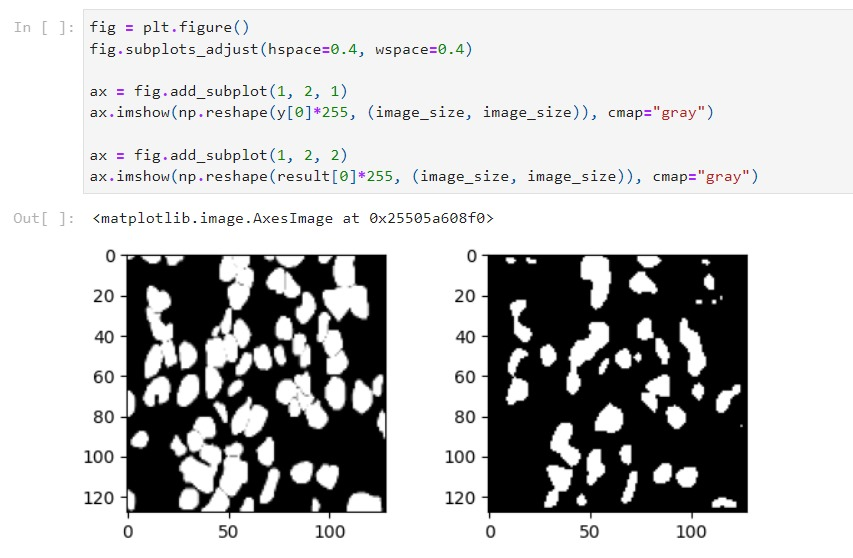 In [ ]: fig = plt.figure()
fig.subplots_adjust(hspace=0.4, wspace=0.4)
ax = fig.add_subplot(1, 2, 1)
ax.imshow(np.reshape(y[0]*255, (image_size, image_size)), cmap="gray")
ax = fig.add_subplot(1, 2, 2)
ax.imshow(np.reshape(result[0]*255, (image_size, image_size)), cmap="gray")
Out[ ]: <matplotlib.image.AxesImage at 0x25505a608f0>
0
20
40
60
80
100
120
0 50 100
0
20
40
60
80
100
120
0 50 100